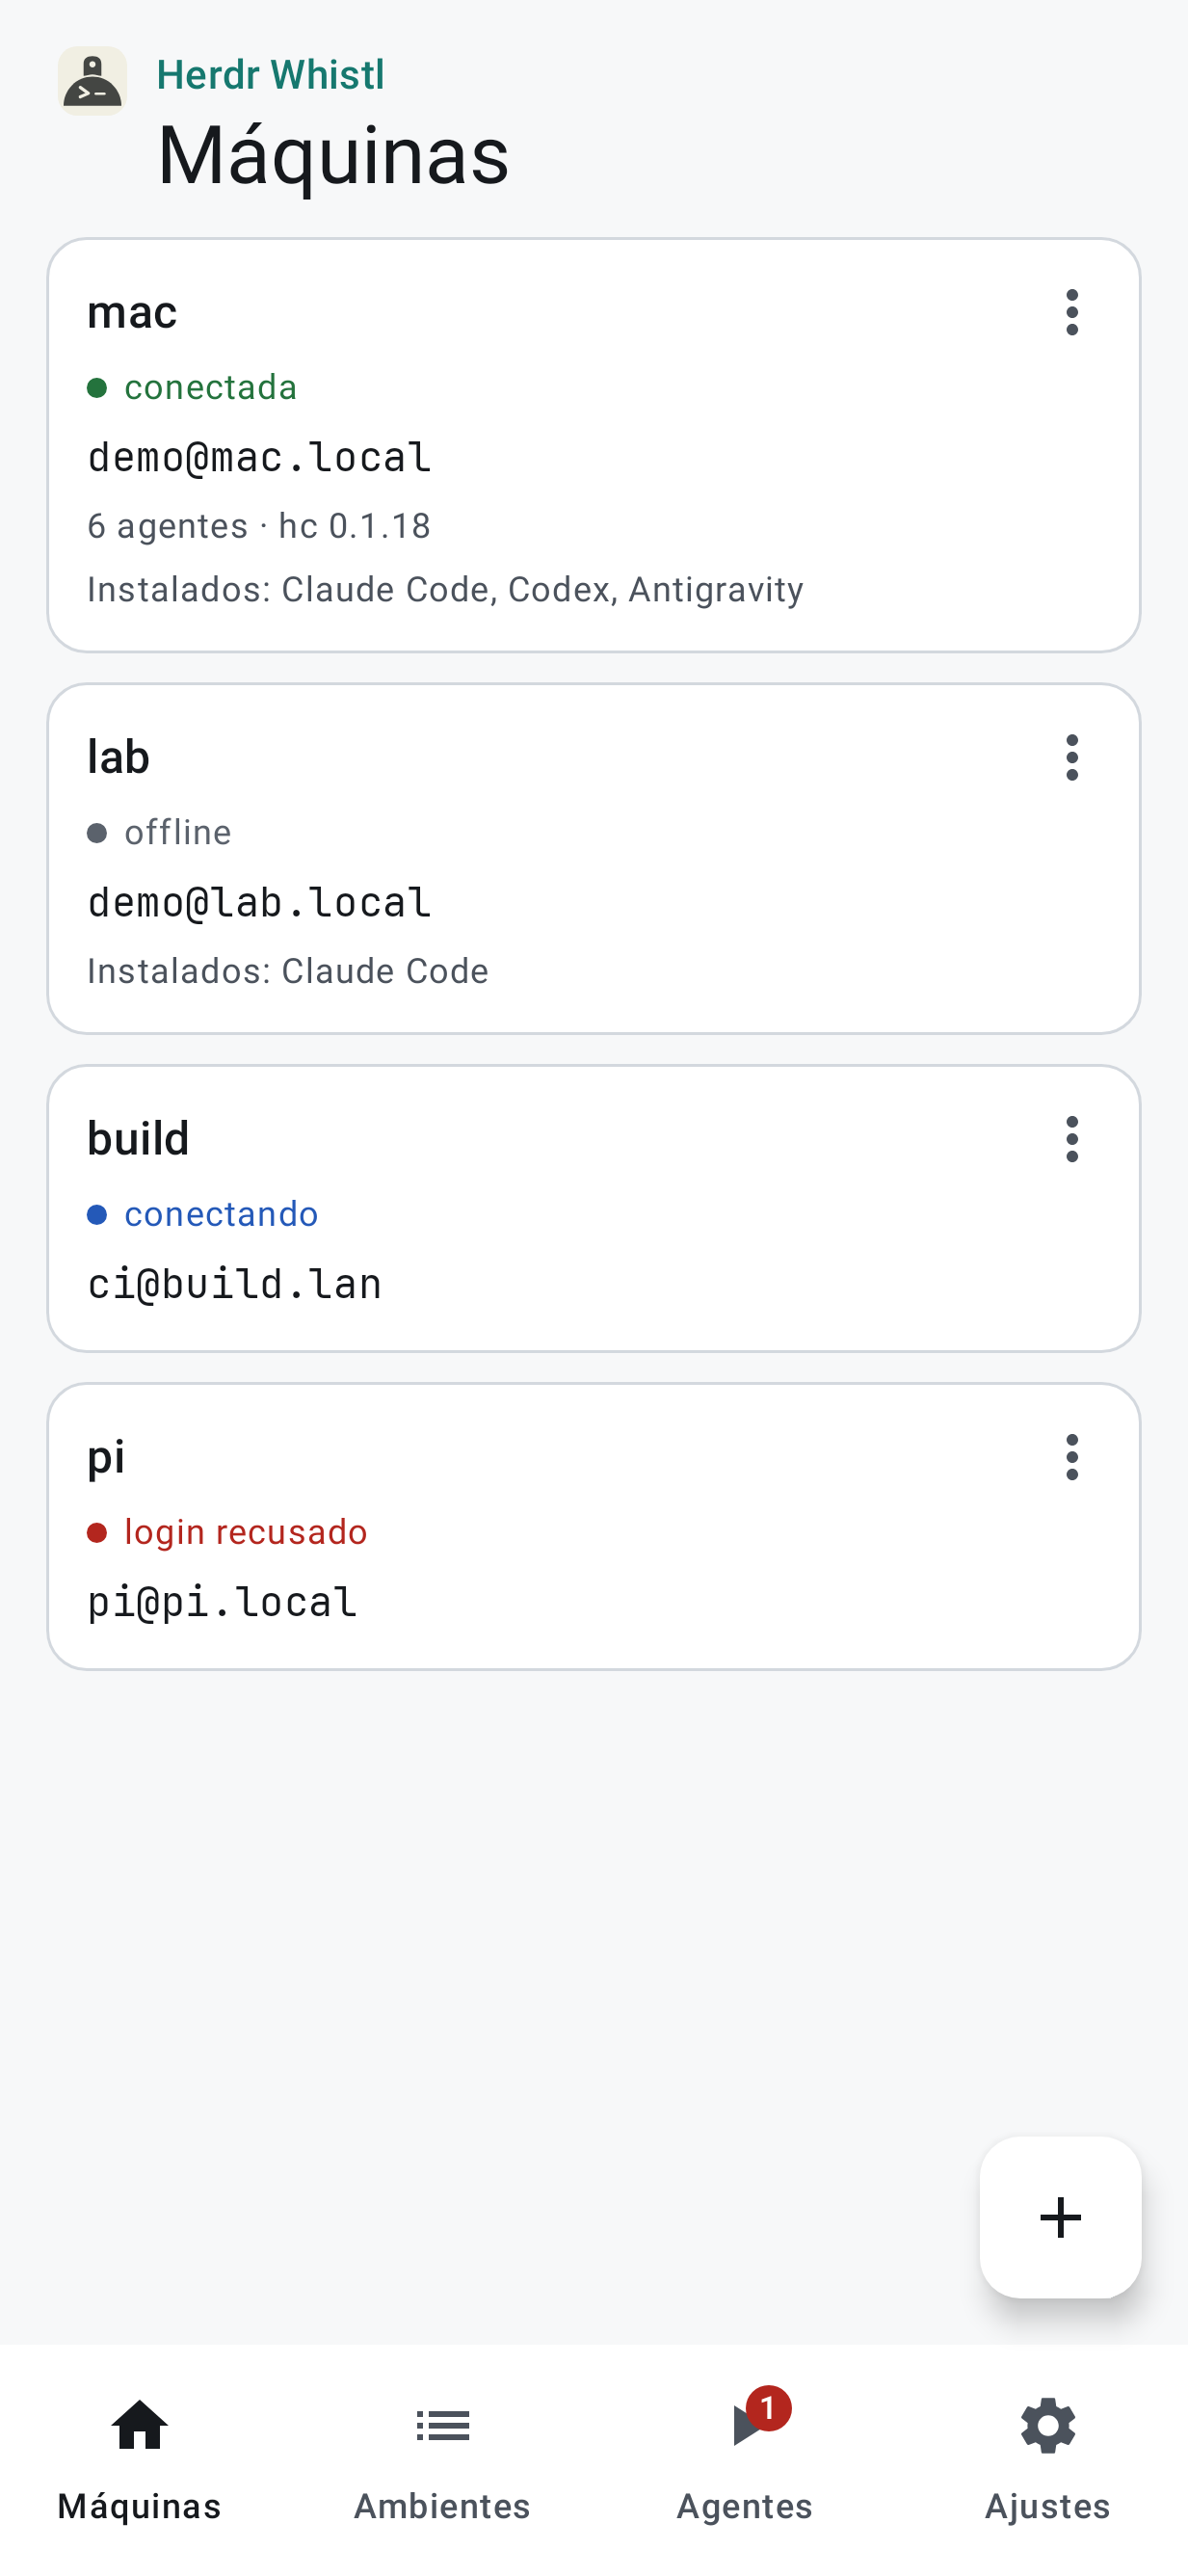 Herdr Whistl
Máquinas
mac
conectada
demo@mac.local
6 agentes · hc 0.1.18
Instalados: Claude Code, Codex, Antigravity
lab
offline
demo@lab.local
Instalados: Claude Code
build
conectando
ci@build.lan
pi
login recusado
pi@pi.local
1
Máquinas
Ambientes
Agentes
Ajustes